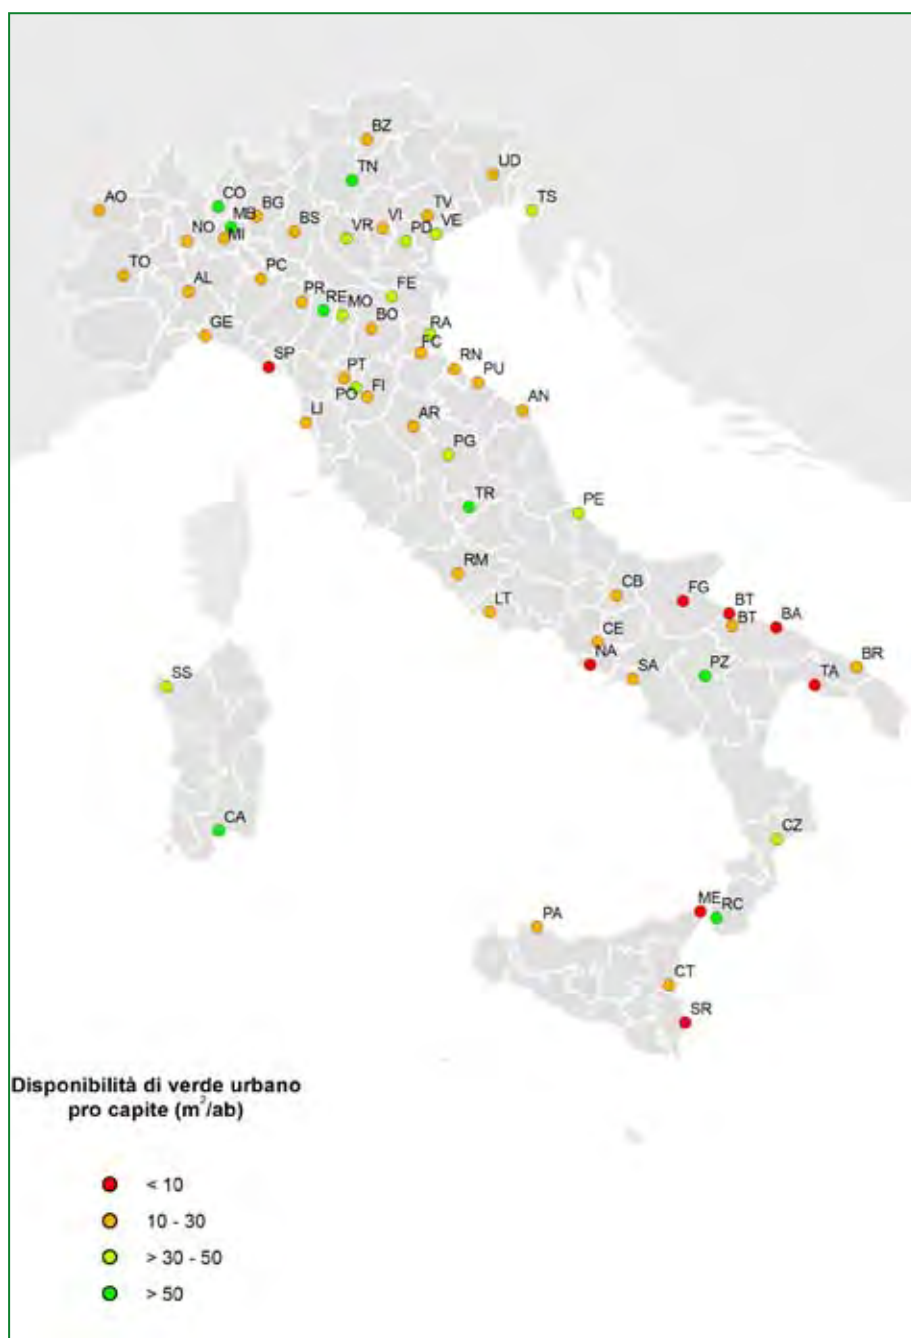 BZ
UD
TN
TS
AO
CO
MB
BG
TV
VE
BS
VI
NO
MI
VR
PD
TO
PC
AL
FE
PR
RE
MO
BO
RA
GE
FC
SP
RN
PT
PU
PO
FI
LI
AR
AN
PG
TR
PE
RM
CB
FG
BT
LT
BT
BA
CE
NA
SA
PZ
BR
TA
SS
CA
CZ
ME
RC
PA
CT
SR
Disponibilità di verde urbano
pro capite (m²/ab)
< 10
10 - 30
> 30 - 50
> 50